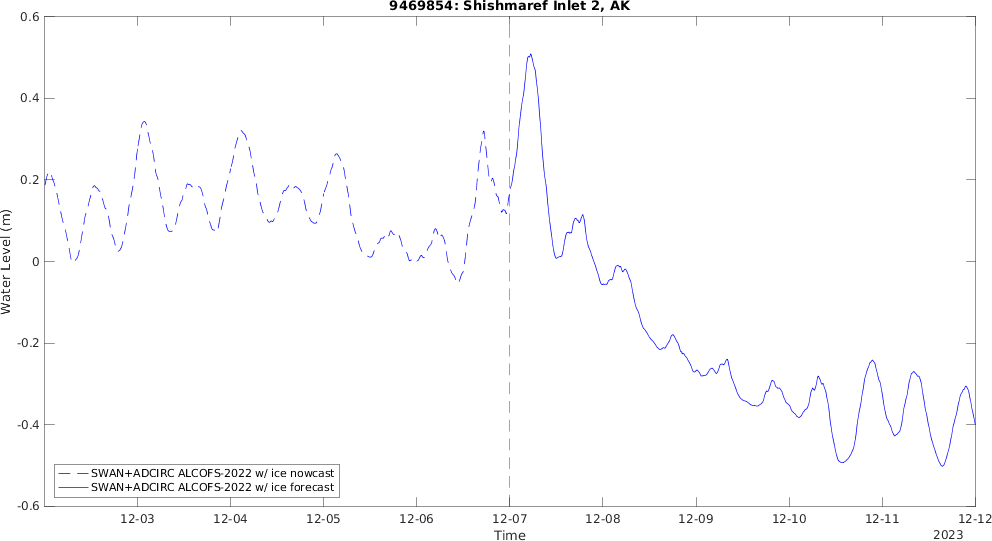 9469854: Shishmaref Inlet 2, AK
0.6
0.4
0.2
0
-0.2
-0.4
-0.6
Water Level (m)
SWAN+ADCIRC ALCOFS-2022 w/ ice nowcast
SWAN+ADCIRC ALCOFS-2022 w/ ice forecast
12-03 12-04 12-05 12-06 12-07 12-08 12-09 12-10 12-11 12-12
Time
2023